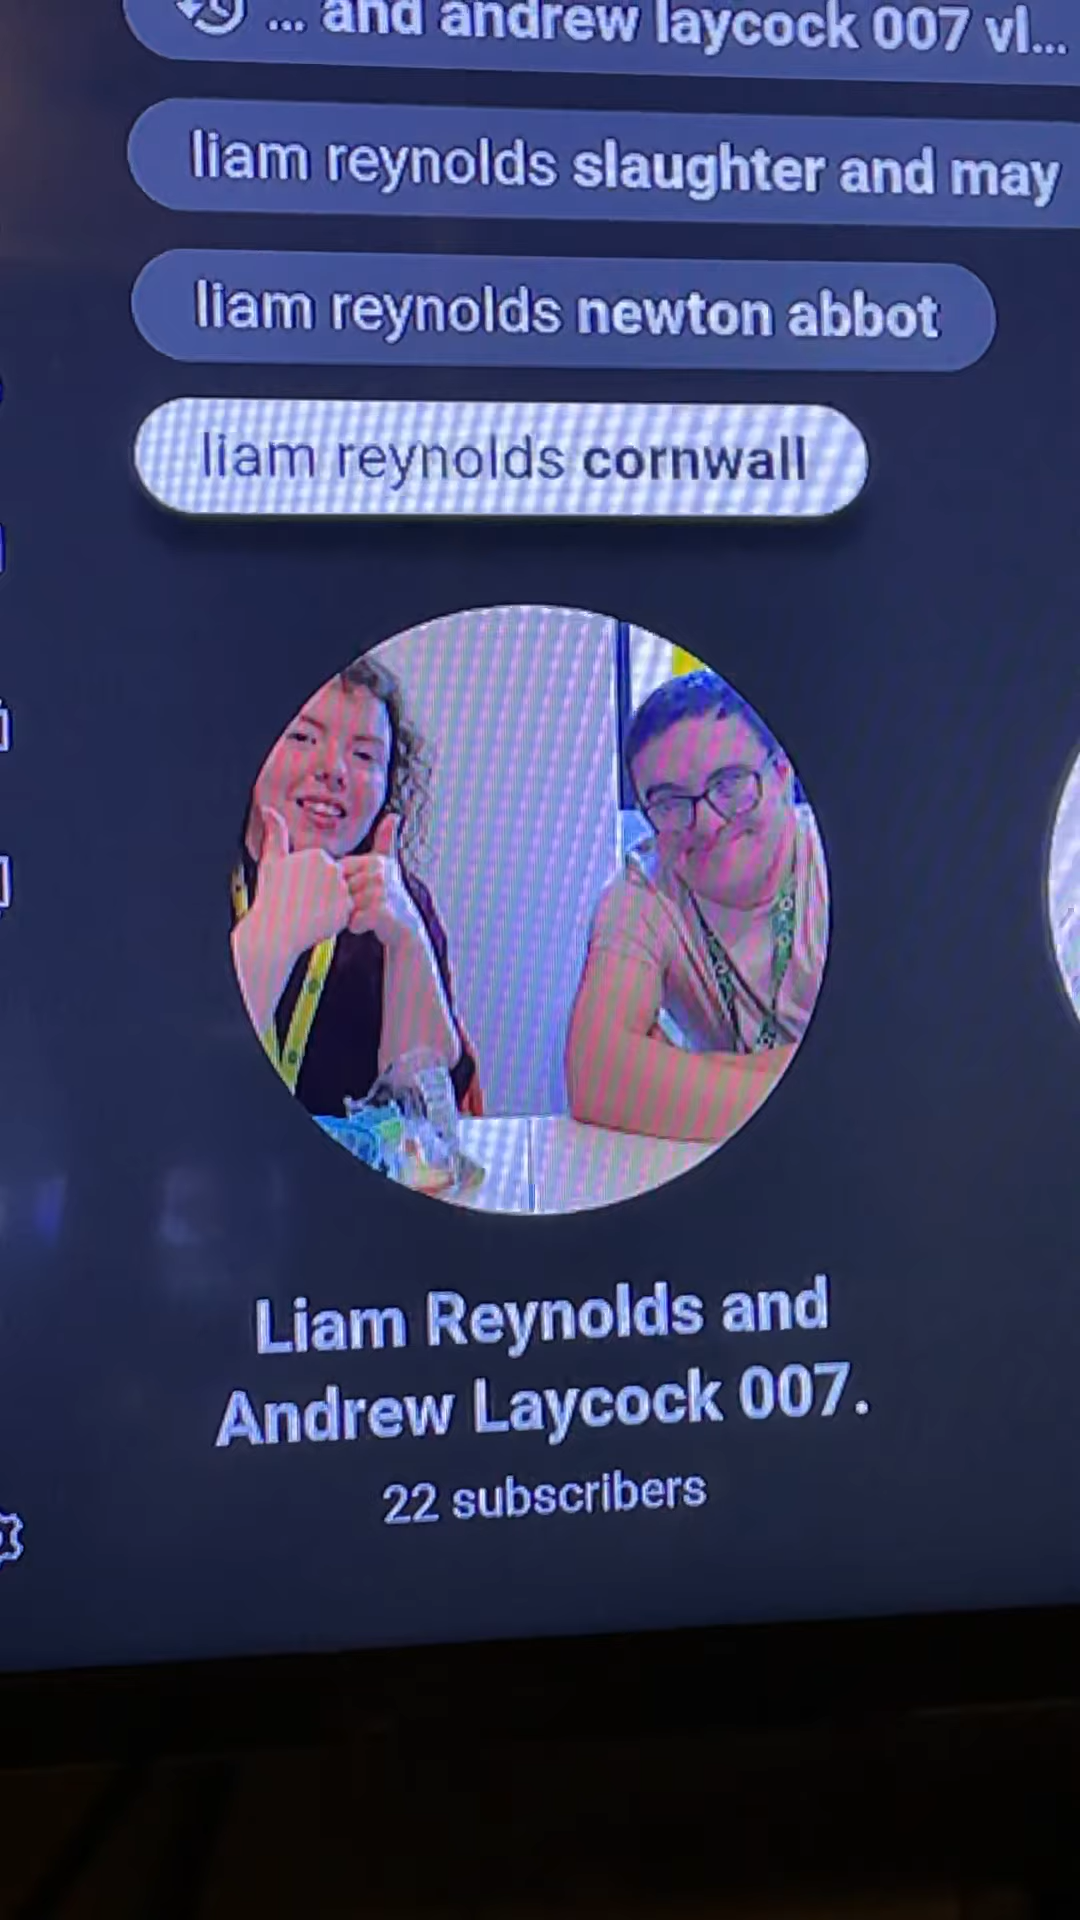 ... and andrew laycock 007 vl...
liam reynolds slaughter and may
liam reynolds newton abbot
liam reynolds cornwall
Liam Reynolds and
Andrew Laycock 007.
22 subscribers